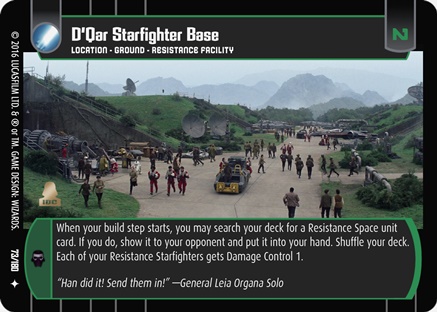 D'Qar Starfighter Base
LOCATION • GROUND • RESISTANCE FACILITY
N
When your build step starts, you may search your deck for a Resistance Space unit
card. If you do, show it to your opponent and put it into your hand. Shuffle your deck.
Each of your Resistance Starfighters gets Damage Control 1.
“Han did it! Send them in!” —General Leia Organa Solo
© 2016 LUCASFILM LTD. & ® or TM. GAME DESIGN: WIZARDS.
73/180